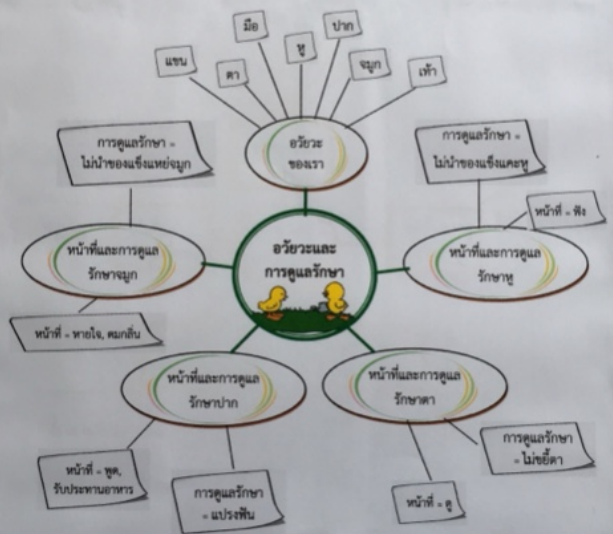 มือ
ปาก
หู
แขน
ตา
จมูก
เท้า
อวัยวะ
ของเรา
การดูแลรักษา =
ไม่นำของแข็งแหย่จมูก
การดูแลรักษา =
ไม่นำของแข็งแคะหู
หน้าที่ = ฟัง
หน้าที่และการดูแล
รักษาจมูก
อวัยวะและ
การดูแลรักษา
หน้าที่และการดูแล
รักษาหู
หน้าที่ = หายใจ, ดมกลิ่น
หน้าที่และการดูแล
รักษาปาก
หน้าที่และการดูแล
รักษาตา
หน้าที่ = พูด,
รับประทานอาหาร
การดูแลรักษา
= แปรงฟัน
หน้าที่ = ดู
การดูแลรักษา
= ไม่ขยี้ตา